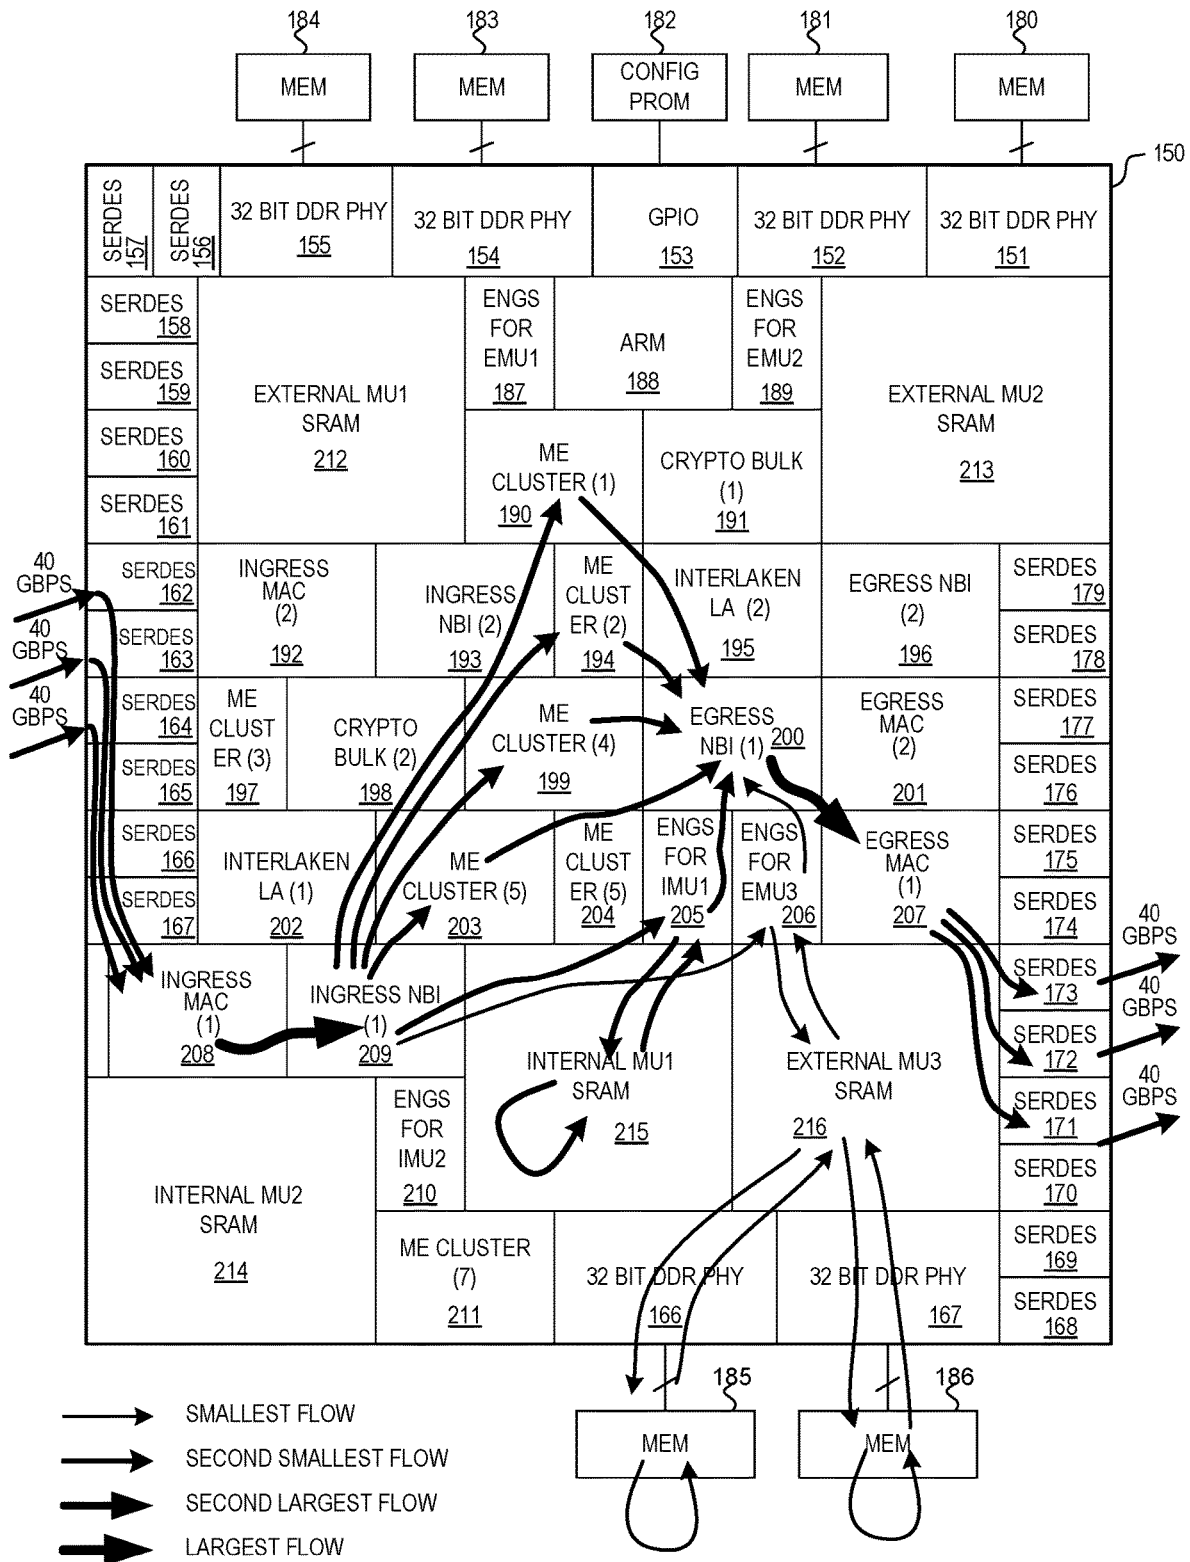 184
183
182
181
180
MEM
MEM
CONFIG
PROM
MEM
MEM
150
SERDES
157
SERDES
156
32 BIT DDR PHY
155
32 BIT DDR PHY
154
GPIO
153
32 BIT DDR PHY
152
32 BIT DDR PHY
151
SERDES
158
SERDES
159
SERDES
160
SERDES
161
EXTERNAL MU1
SRAM
212
ENGS
FOR
EMU1
187
ARM
188
ENGS
FOR
EMU2
189
EXTERNAL MU2
SRAM
213
ME
CLUSTER (1)
190
CRYPTO BULK
(1)
191
40
GBPS
40
GBPS
40
GBPS
SERDES
162
SERDES
163
INGRESS
MAC
(2)
192
INGRESS
NBI (2)
193
ME
CLUST
ER (2)
194
INTERLAKEN
LA (2)
195
EGRESS NBI
(2)
196
SERDES
179
SERDES
178
SERDES
164
SERDES
165
ME
CLUST
ER (3)
197
CRYPTO
BULK (2)
198
ME
CLUSTER (4)
199
EGRESS
NBI (1)
200
EGRESS
MAC
(2)
201
SERDES
177
SERDES
176
SERDES
166
SERDES
167
INTERLAKEN
LA (1)
202
ME
CLUSTER (5)
203
ME
CLUST
ER (5)
204
ENGS
FOR
IMU1
205
ENGS
FOR
EMU3
206
EGRESS
MAC
(1)
207
SERDES
175
SERDES
174
INGRESS
MAC
(1)
208
INGRESS NBI
(1)
209
INTERNAL MU1
SRAM
215
EXTERNAL MU3
SRAM
216
SERDES
173
SERDES
172
SERDES
171
SERDES
170
40
GBPS
40
GBPS
40
GBPS
INTERNAL MU2
SRAM
214
ENGS
FOR
IMU2
210
ME CLUSTER
(7)
211
32 BIT DDR PHY
166
32 BIT DDR PHY
167
SERDES
169
SERDES
168
185
186
MEM
MEM
SMALLEST FLOW
SECOND SMALLEST FLOW
SECOND LARGEST FLOW
LARGEST FLOW